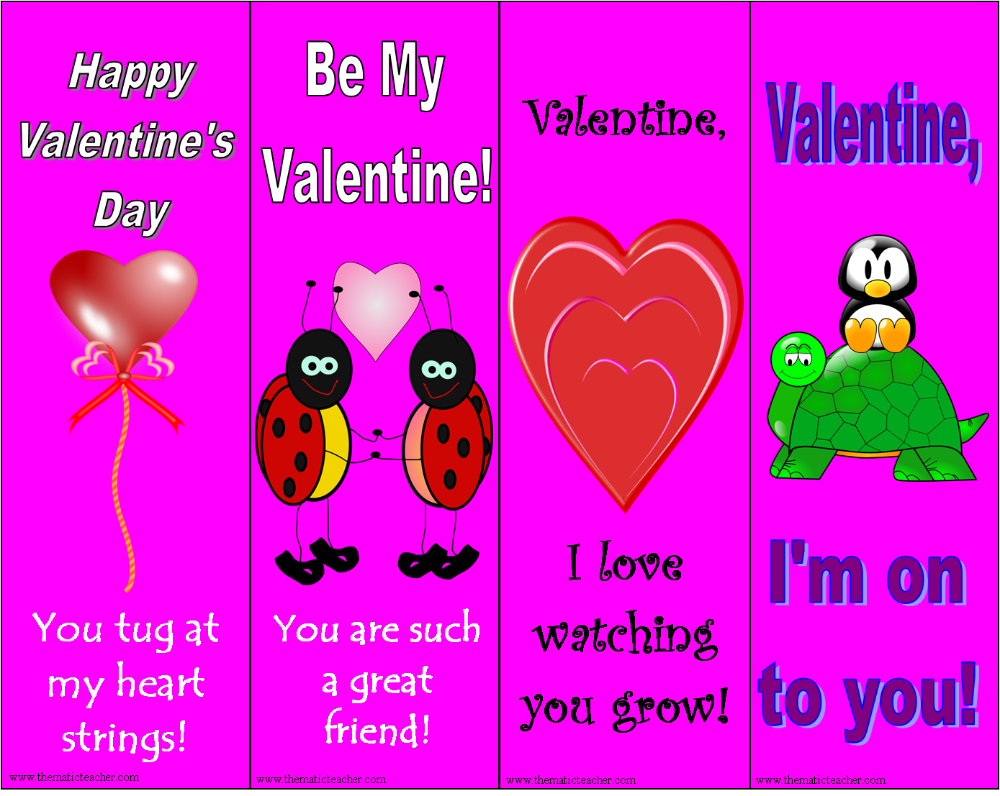 Happy
Valentine's
Day
You tug at
my heart
strings!
www.thematicteacher.com
Be My
Valentine!
You are such
a great
friend!
www.thematicteacher.com
Valentine,
I love
watching
you grow!
www.thematicteacher.com
Valentine,
I'm on
to you!
www.thematicteacher.com